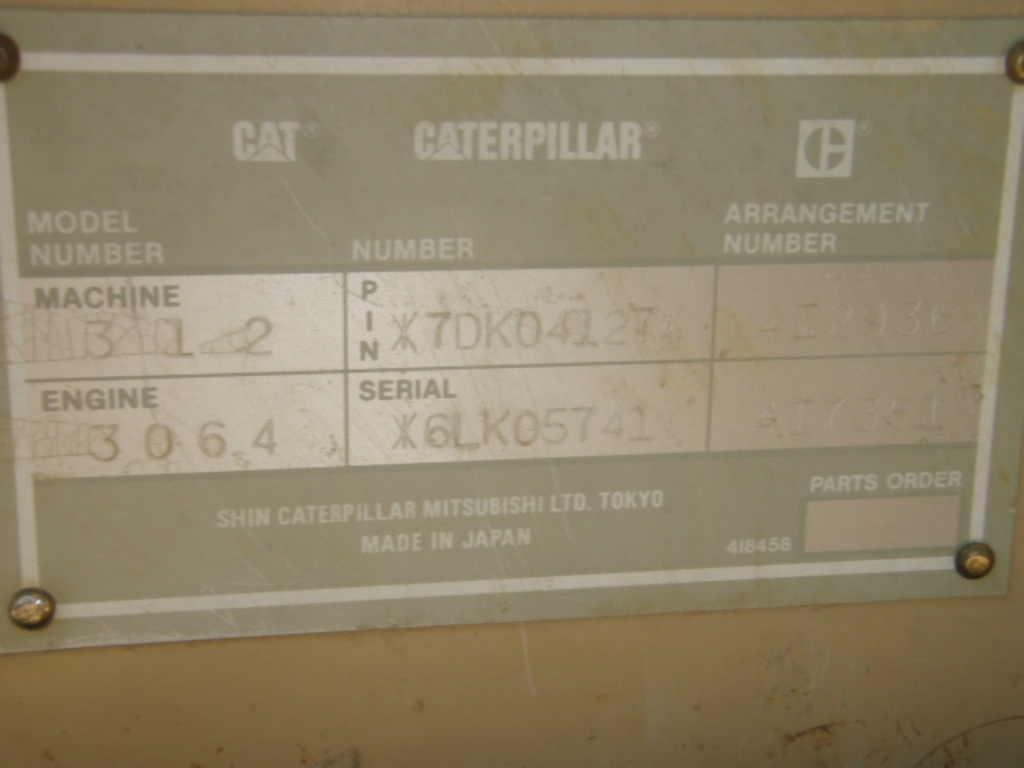 CAT® CATERPILLAR® ®
MODEL NUMBER
NUMBER
ARRANGEMENT NUMBER
MACHINE
312
PIN
*7DK04127*
ENGINE
3064
SERIAL
*6LK05741*
SHIN CATERPILLAR MITSUBISHI LTD. TOKYO
MADE IN JAPAN
PARTS ORDER
4I8458